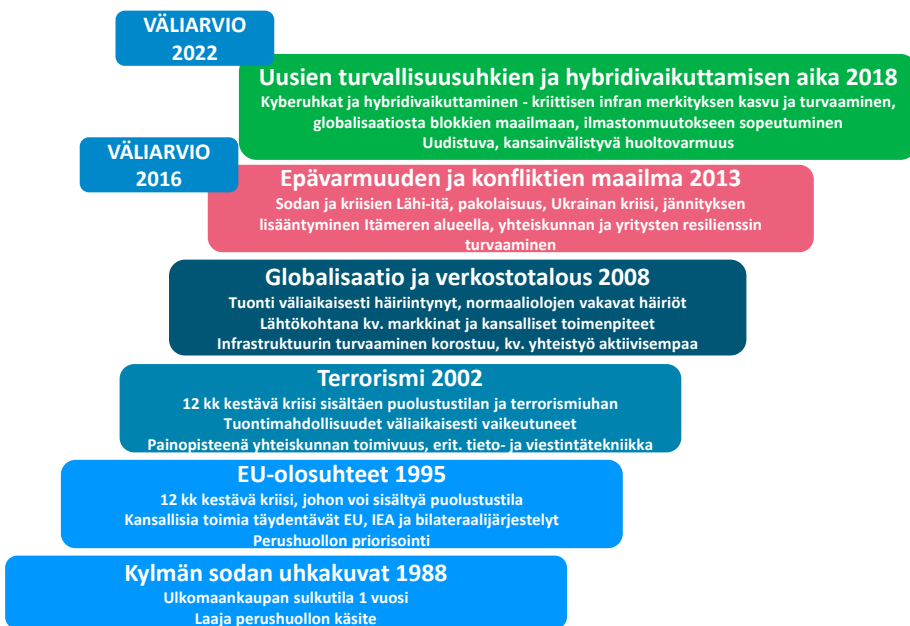 VÄLIARVIO
2022
Uusien turvallisuusuhkien ja hybridivaikuttamisen aika 2018
Kyberuhkat ja hybridivaikuttaminen - kriittisen infran merkityksen kasvu ja turvaaminen,
globalisaatiosta blokkien maailmaan, ilmastonmuutokseen sopeutuminen
Uudistuva, kansainvälistyvä huoltovarmuus
VÄLIARVIO
2016
Epävarmuuden ja konfliktien maailma 2013
Sodan ja kriisien Lähi-itä, pakolaisuus, Ukrainan kriisi, jännityksen
lisääntyminen Itämeren alueella, yhteiskunnan ja yritysten resilienssin
turvaaminen
Globalisaatio ja verkostotalous 2008
Tuonti väliaikaisesti häiriintynyt, normaaliolojen vakavat häiriöt
Lähtökohtana kv. markkinat ja kansalliset toimenpiteet
Infrastruktuurin turvaaminen korostuu, kv. yhteistyö aktiivisempaa
Terrorismi 2002
12 kk kestävä kriisi sisältäen puolustustilan ja terrorismiuhan
Tuontimahdollisuudet väliaikaisesti vaikeutuneet
Painopisteenä yhteiskunnan toimivuus, erit. tieto- ja viestintätekniikka
EU-olosuhteet 1995
12 kk kestävä kriisi, johon voi sisältyä puolustustila
Kansallisia toimia täydentävät EU, IEA ja bilateraalijärjestelyt
Perushuollon priorisointi
Kylmän sodan uhkakuvat 1988
Ulkomaankaupan sulkutila 1 vuosi
Laaja perushuollon käsite